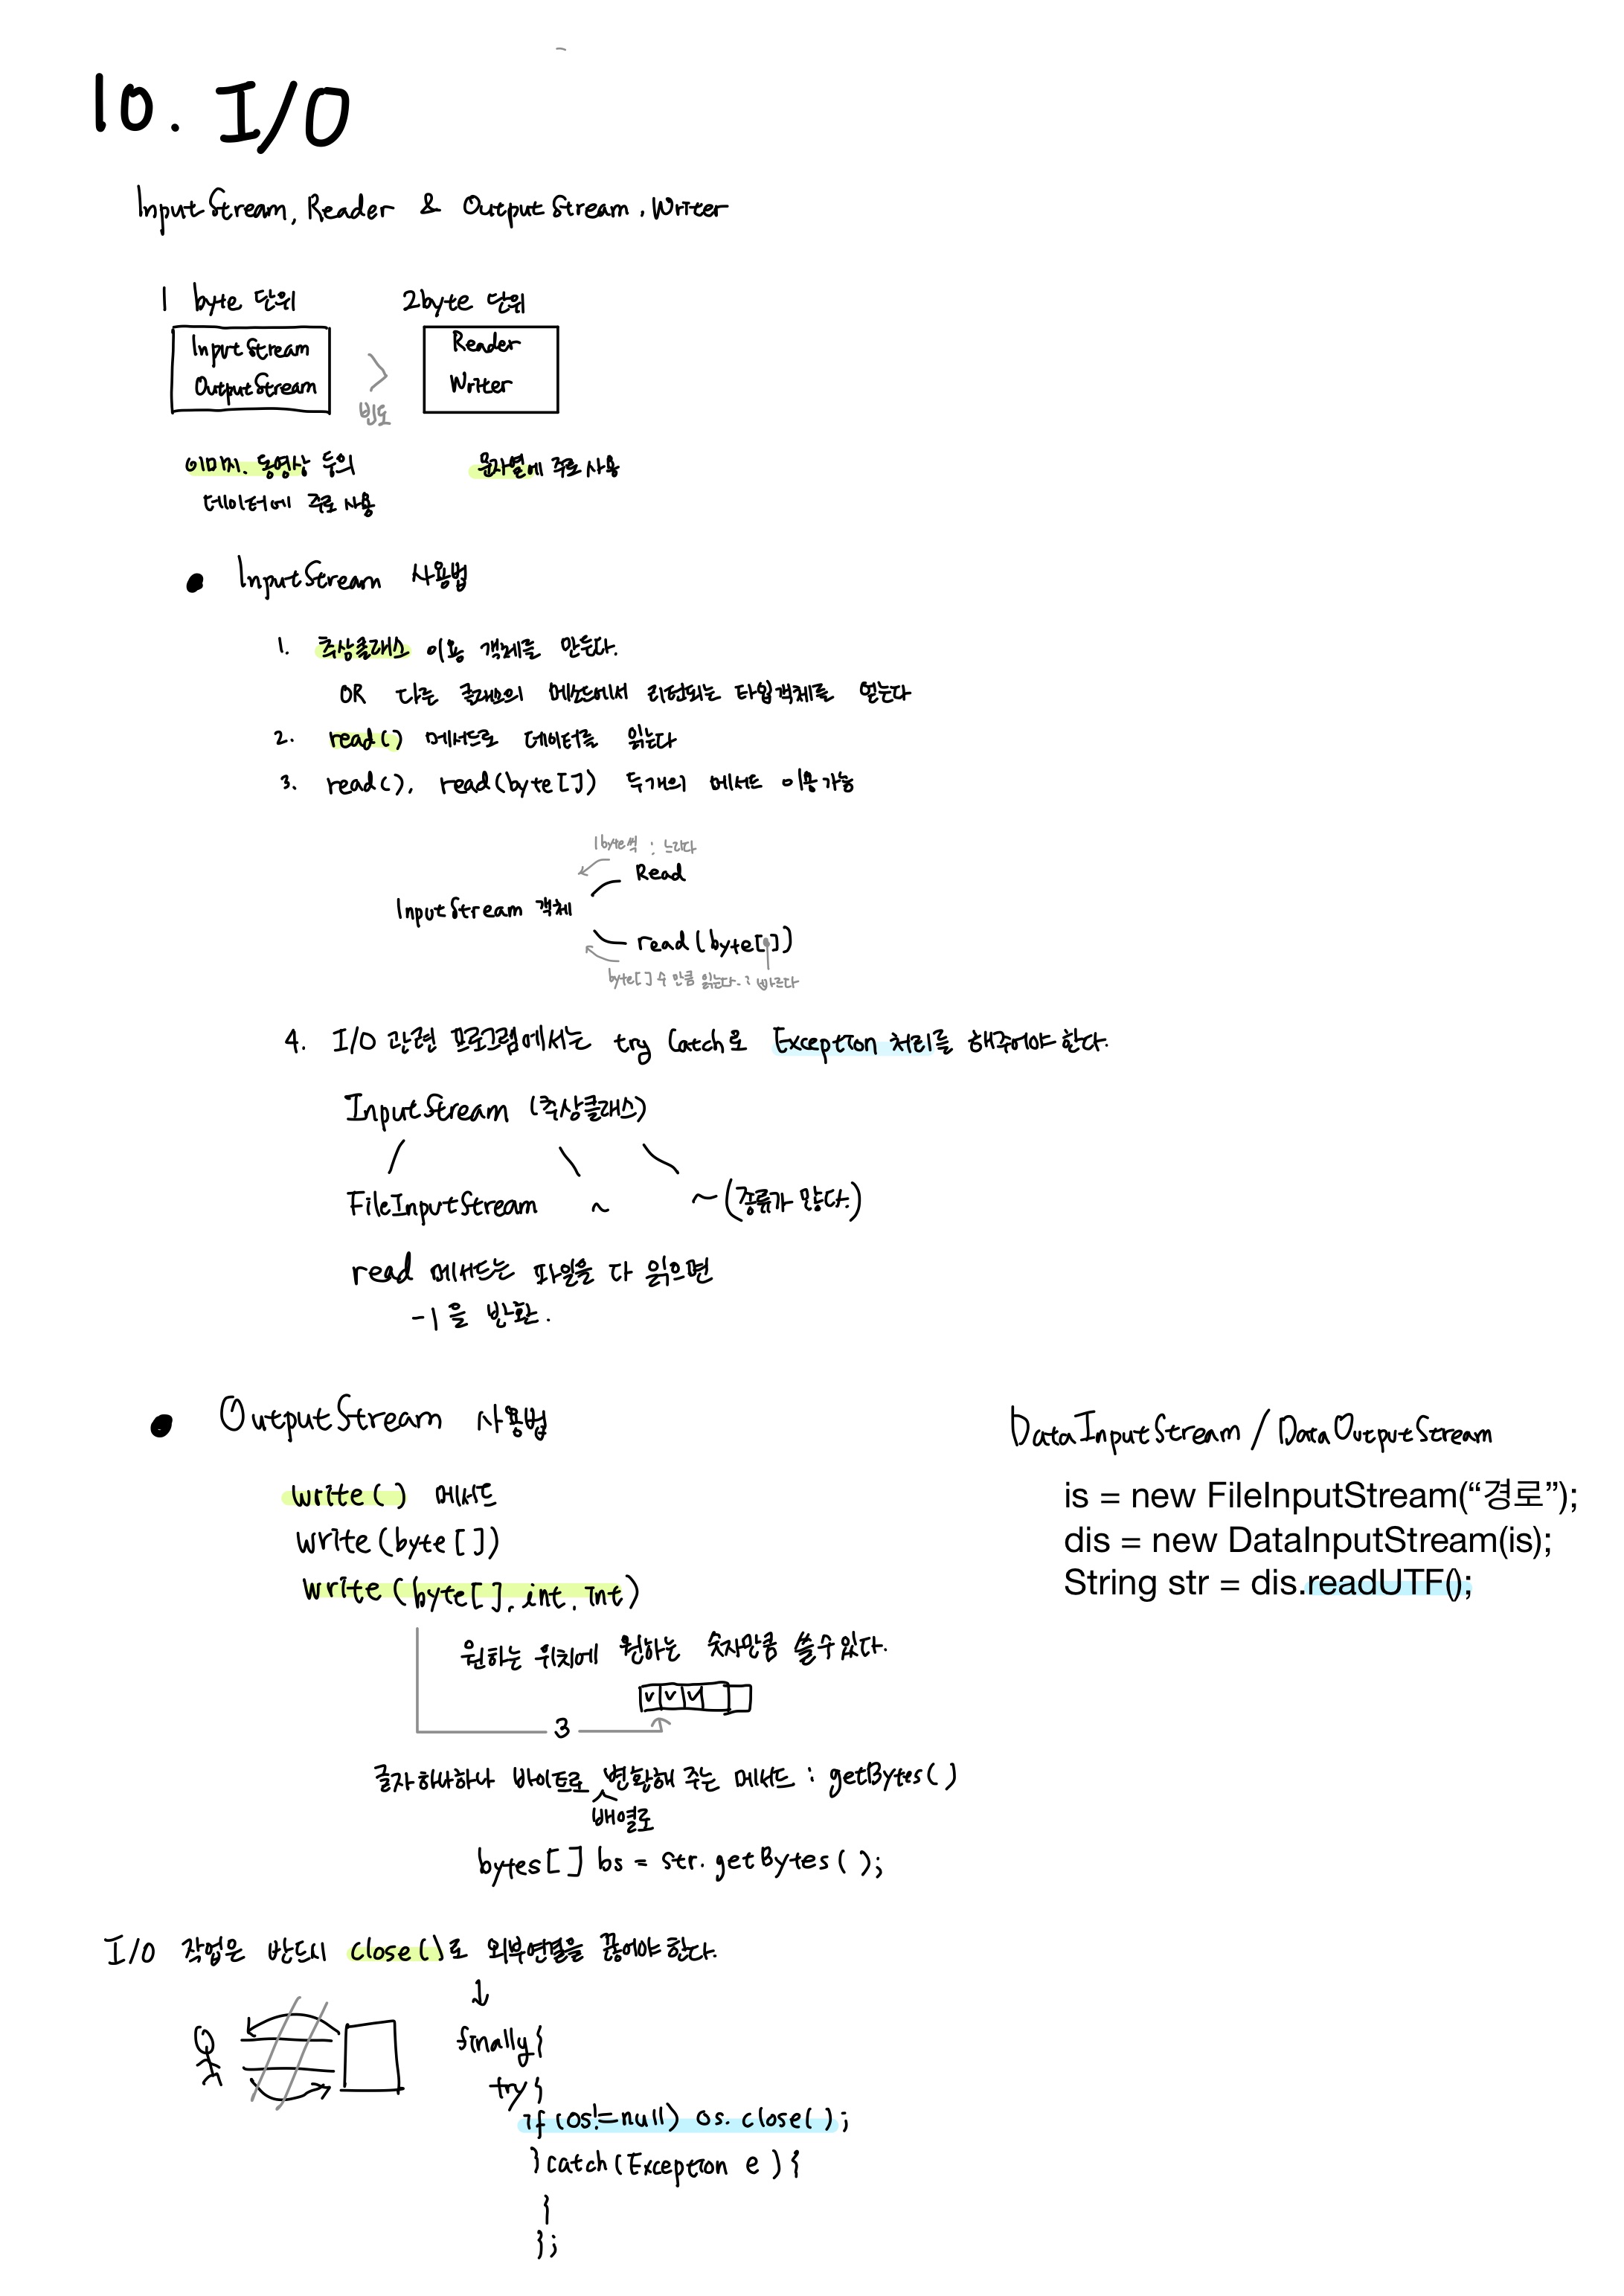 10. I/O
InputStream, Reader & OutputStream, Writer
1 byte 단위
2byte 단위
InputStream
OutputStream
>
빈도
Reader
Writer
이미지. 동영상 등의
데이터에 주로 사용
문자열에 주로 사용
InputStream 사용법
1. 추상클래스 이용 객체를 만든다.
OR 다른 클래스의 메소드에서 리턴되는 타입객체를 얻는다
2. read() 메서드로 데이터를 읽는다
3. read(), read(byte[]) 두개의 메서드 이용가능
1byte씩 : 느리다
Read
InputStream 객체
read(byte[])
byte[] 수 만큼 읽는다. : 빠르다
4. I/O 관련 프로그램에서는 try catch로 Exception 처리를 해주어야 한다.
InputStream (추상클래스)
FileInputStream ~ ~(종류가 많다.)
read 메서드는 파일을 다 읽으면
-1을 반환.
OutputStream 사용법
write() 메서드
write(byte[])
write(byte[], int, int)
원하는 위치에 원하는 숫자만큼 쓸수있다.
3
글자하나하나 바이트로 변황해 주는 메서드 : getBytes()
배열로
bytes[] bs = str.getBytes();
DataInputStream / DataOutputStream
is = new FileInputStream(“경로”);
dis = new DataInputStream(is);
String str = dis.readUTF();
I/O 작업은 반드시 close()로 외부연결을 끊어야한다.
↓
finally{
try{
if(os!=null) os.close();
}catch(Exception e){
}
};